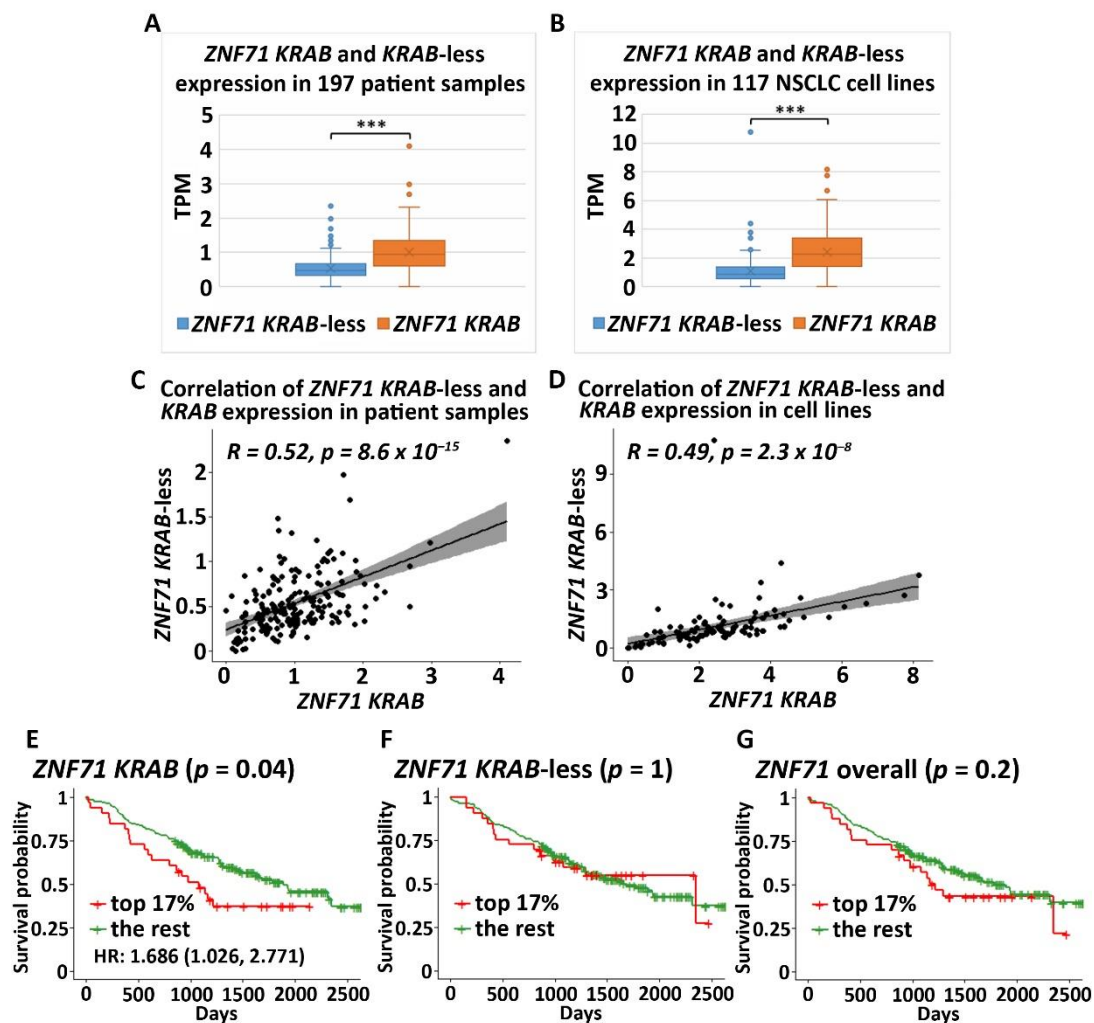 A
ZNF71 KRAB and KRAB-less
expression in 197 patient samples
5
4
3
2
1
0
TPM
***
ZNF71 KRAB-less ZNF71 KRAB
B
ZNF71 KRAB and KRAB-less
expression in 117 NSCLC cell lines
12
10
8
6
4
2
0
TPM
***
ZNF71 KRAB-less ZNF71 KRAB
C
Correlation of ZNF71 KRAB-less and
KRAB expression in patient samples
R = 0.52, p = 8.6 x 10⁻¹⁵
ZNF71 KRAB-less
2
1.5
1
0.5
0
0 1 2 3 4
ZNF71 KRAB
D
Correlation of ZNF71 KRAB-less and
KRAB expression in cell lines
R = 0.49, p = 2.3 x 10⁻⁸
ZNF71 KRAB-less
9
6
3
0
0 2 4 6 8
ZNF71 KRAB
E
ZNF71 KRAB (p = 0.04)
Survival probability
1
0.75
0.5
0.25
0
top 17%
the rest
HR: 1.686 (1.026, 2.771)
0 500 1000 1500 2000 2500
Days
F
ZNF71 KRAB-less (p = 1)
Survival probability
1
0.75
0.5
0.25
0
top 17%
the rest
0 500 1000 1500 2000 2500
Days
G
ZNF71 overall (p = 0.2)
Survival probability
1
0.75
0.5
0.25
0
top 17%
the rest
0 500 1000 1500 2000 2500
Days